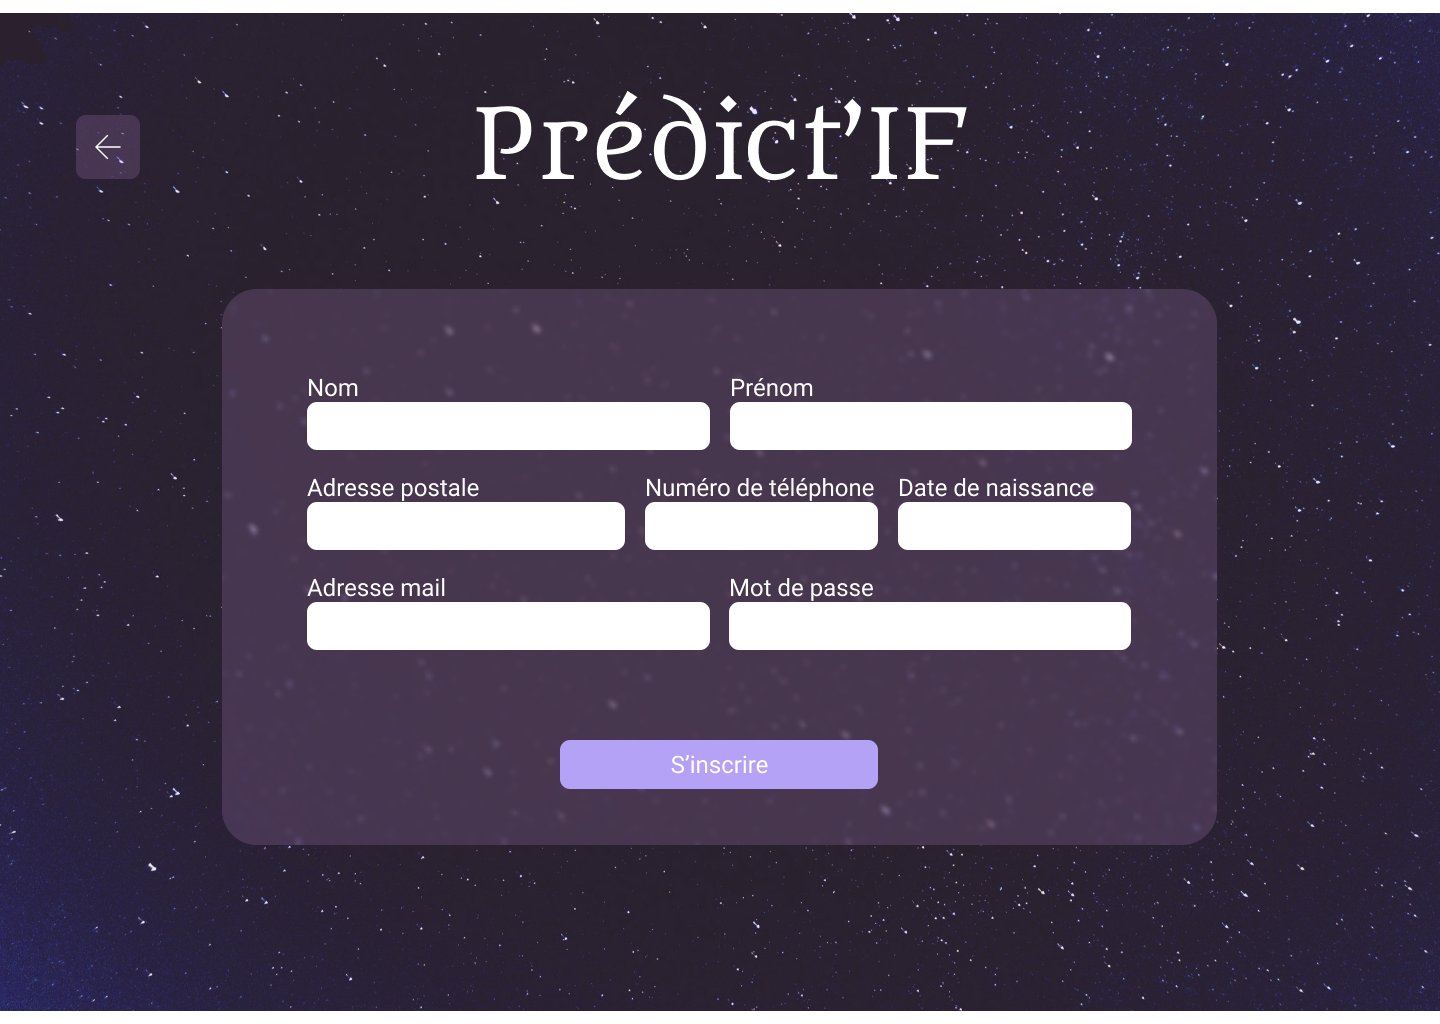 Prédict’IF
Nom
Prénom
Adresse postale
Numéro de téléphone
Date de naissance
Adresse mail
Mot de passe
S’inscrire